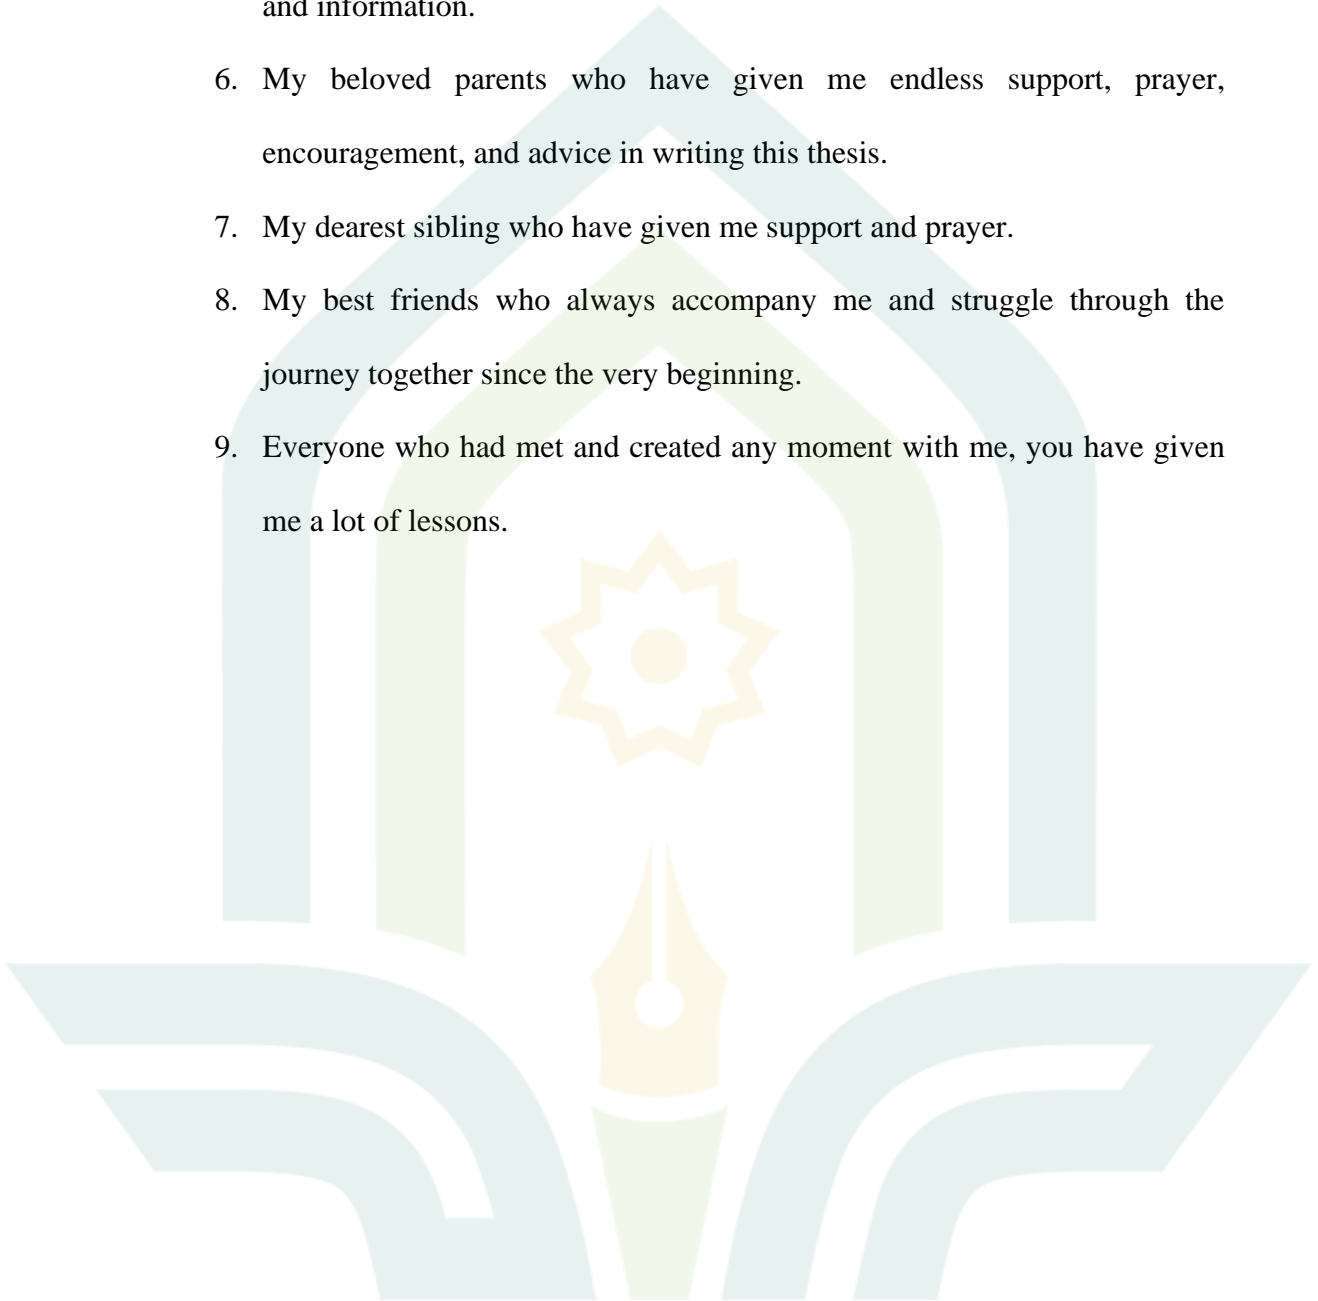 and information.
6. My beloved parents who have given me endless support, prayer,
encouragement, and advice in writing this thesis.
7. My dearest sibling who have given me support and prayer.
8. My best friends who always accompany me and struggle through the
journey together since the very beginning.
9. Everyone who had met and created any moment with me, you have given
me a lot of lessons.